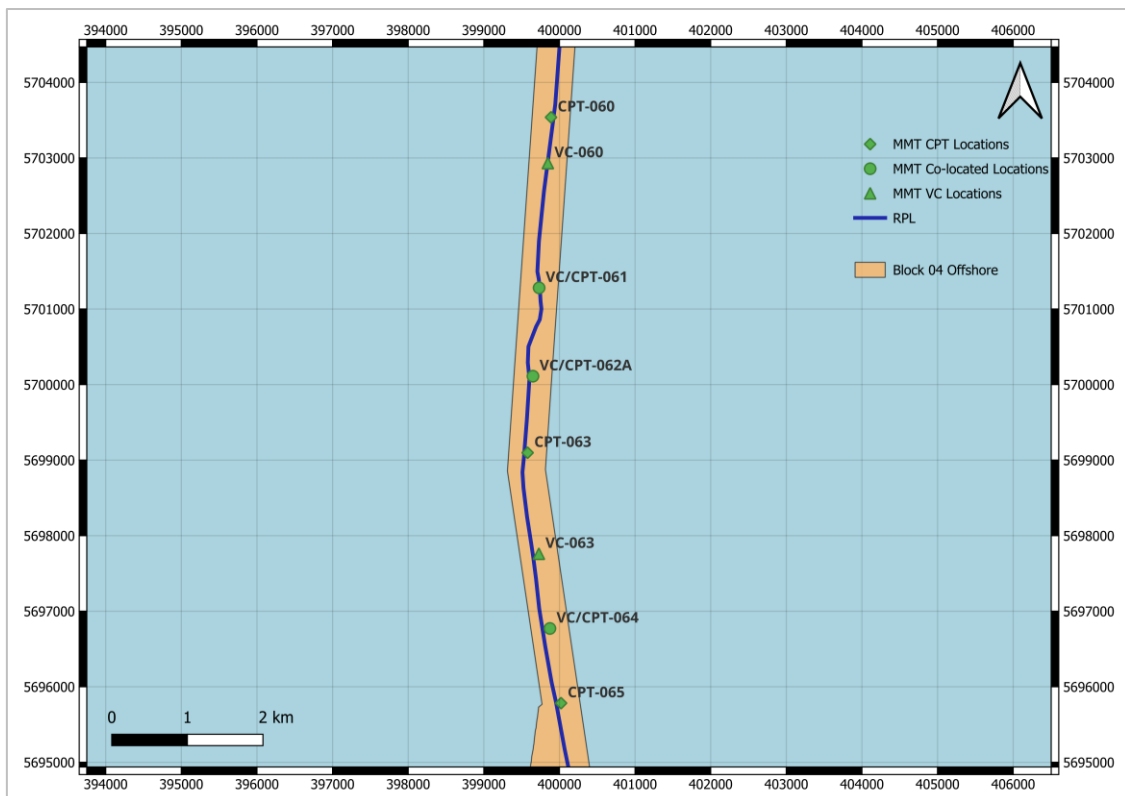 394000 395000 396000 397000 398000 399000 400000 401000 402000 403000 404000 405000 406000
5704000 5704000
CPT-060
MMT CPT Locations
5703000 VC-060 5703000
MMT Co-located Locations
MMT VC Locations
RPL
5702000 5702000
VC/CPT-061
Block 04 Offshore
5701000 5701000
VC/CPT-062A
5700000 5700000
CPT-063
5699000 5699000
5698000 5698000
VC-063
5697000 5697000
VC/CPT-064
5696000 5696000
CPT-065
0 1 2 km
5695000 5695000
394000 395000 396000 397000 398000 399000 400000 401000 402000 403000 404000 405000 406000